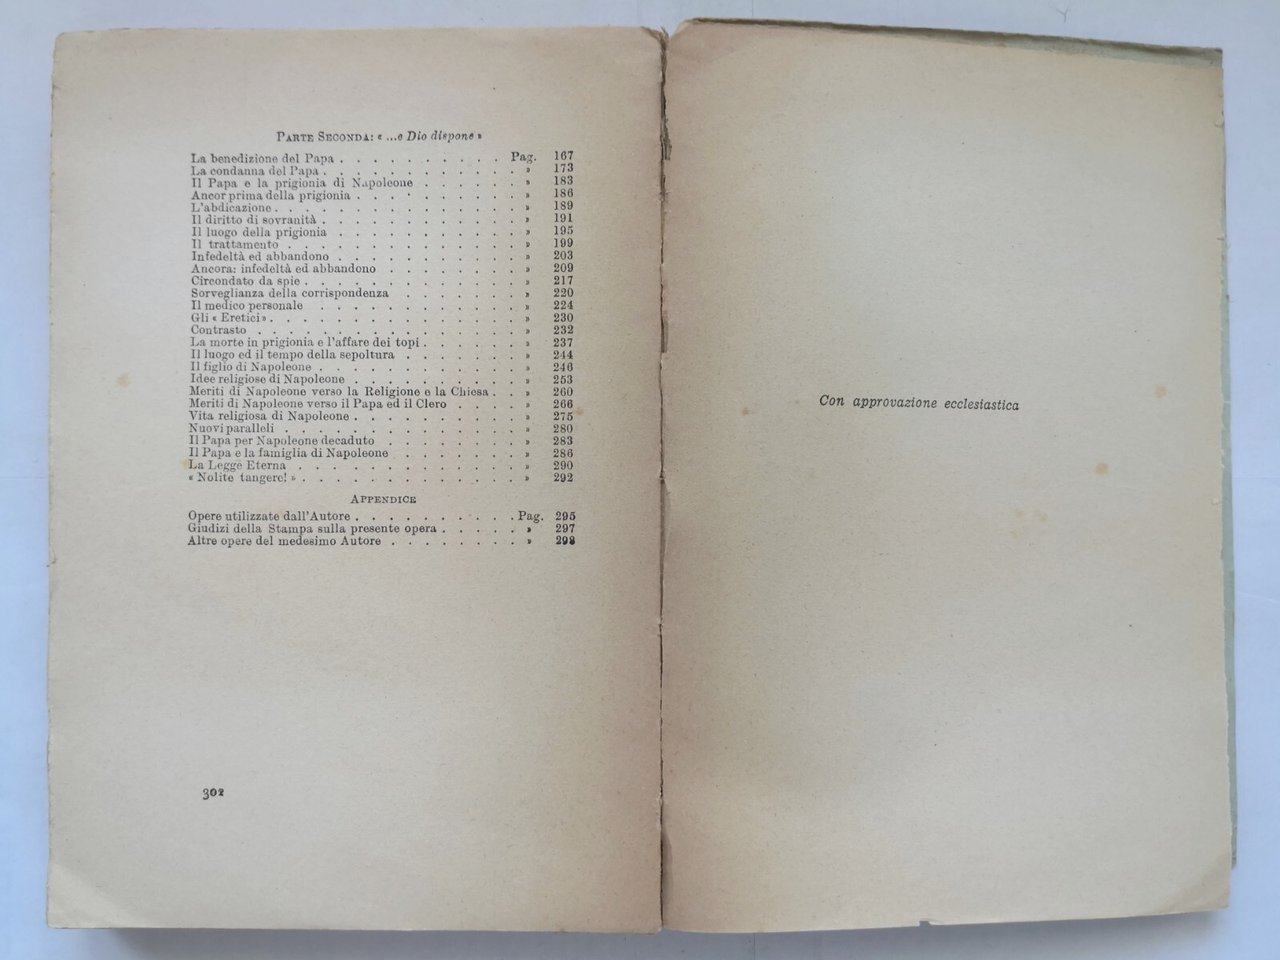 PARTE SECONDA: « ...e Dio dispone »
La benedizione del Papa . . . . . . . . . . Pag. 167
La condanna del Papa . . . . . . . . . . . . » 173
Il Papa e la prigionia di Napoleone . . . . . . » 183
Ancor prima della prigionia . . . . . . . . . . » 186
L'abdicazione . . . . . . . . . . . . . . . » 189
Il diritto di sovranità . . . . . . . . . . . . » 191
Il luogo della prigionia . . . . . . . . . . . » 195
Il trattamento . . . . . . . . . . . . . . » 199
Infedeltà ed abbandono . . . . . . . . . . . » 203
Ancora: infedeltà ed abbandono . . . . . . . . » 209
Circondato da spie . . . . . . . . . . . . . » 217
Sorveglianza della corrispondenza . . . . . . . » 220
Il medico personale . . . . . . . . . . . . » 224
Gli « Eretici » . . . . . . . . . . . . . . . » 230
Contrasto . . . . . . . . . . . . . . . . » 232
La morte in prigionia e l'affare dei topi . . . . . . » 237
Il luogo ed il tempo della sepoltura . . . . . . . » 244
Il figlio di Napoleone . . . . . . . . . . . . » 246
Idee religiose di Napoleone . . . . . . . . . . » 253
Meriti di Napoleone verso la Religione e la Chiesa . . » 260
Meriti di Napoleone verso il Papa ed il Clero . . . . » 266
Vita religiosa di Napoleone . . . . . . . . . . » 275
Nuovi paralleli . . . . . . . . . . . . . . » 280
Il Papa per Napoleone decaduto . . . . . . . . » 283
Il Papa e la famiglia di Napoleone . . . . . . . » 286
La Legge Eterna . . . . . . . . . . . . . . » 290
« Nolite tangere! » . . . . . . . . . . . . . » 292
APPENDICE
Opere utilizzate dall'Autore . . . . . . . . . . Pag. 295
Giudizi della Stampa sulla presente opera . . . . . » 297
Altre opere del medesimo Autore . . . . . . . . » 298
302
Con approvazione ecclesiastica